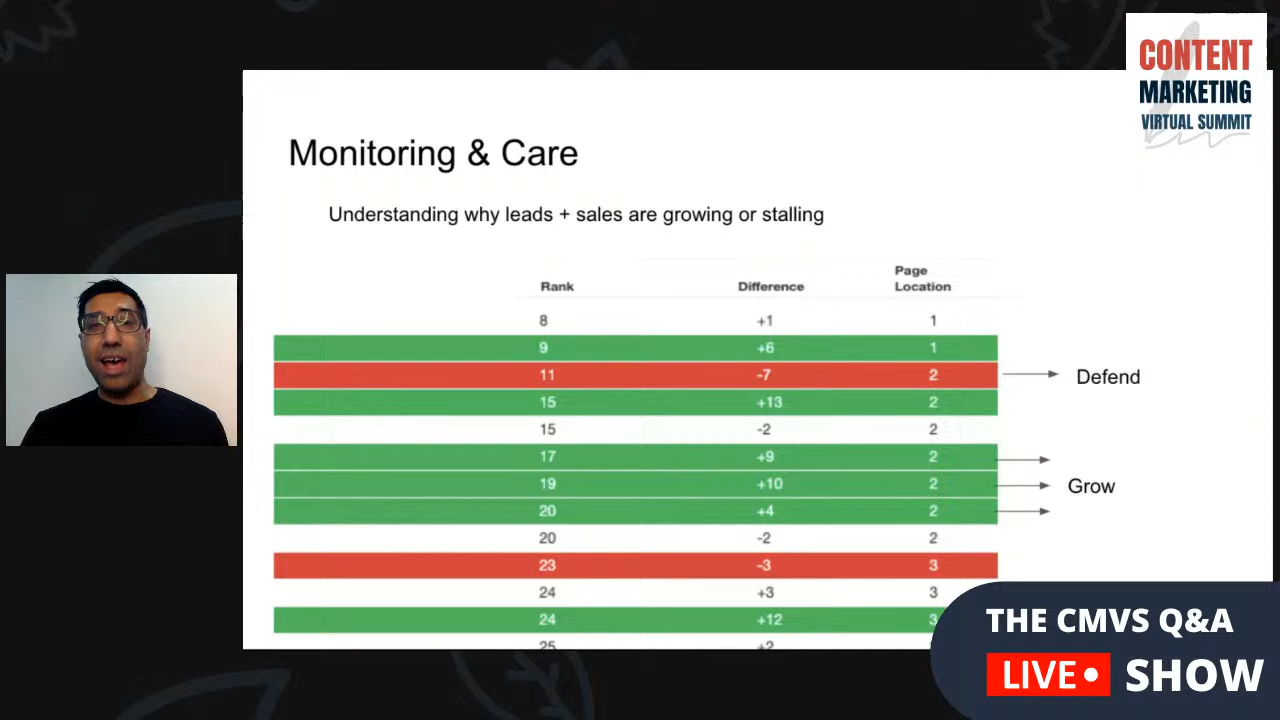 CONTENT
MARKETING
VIRTUAL SUMMIT
Monitoring & Care
Understanding why leads + sales are growing or stalling
Rank Difference Page Location
8 +1 1
9 +6 1
11 -7 2 Defend
15 +13 2
15 -2 2
17 +9 2
19 +10 2 Grow
20 +4 2
20 -2 2
23 -3 3
24 +3 3
24 +12 3
25 +2
THE CMVS Q&A
LIVE SHOW